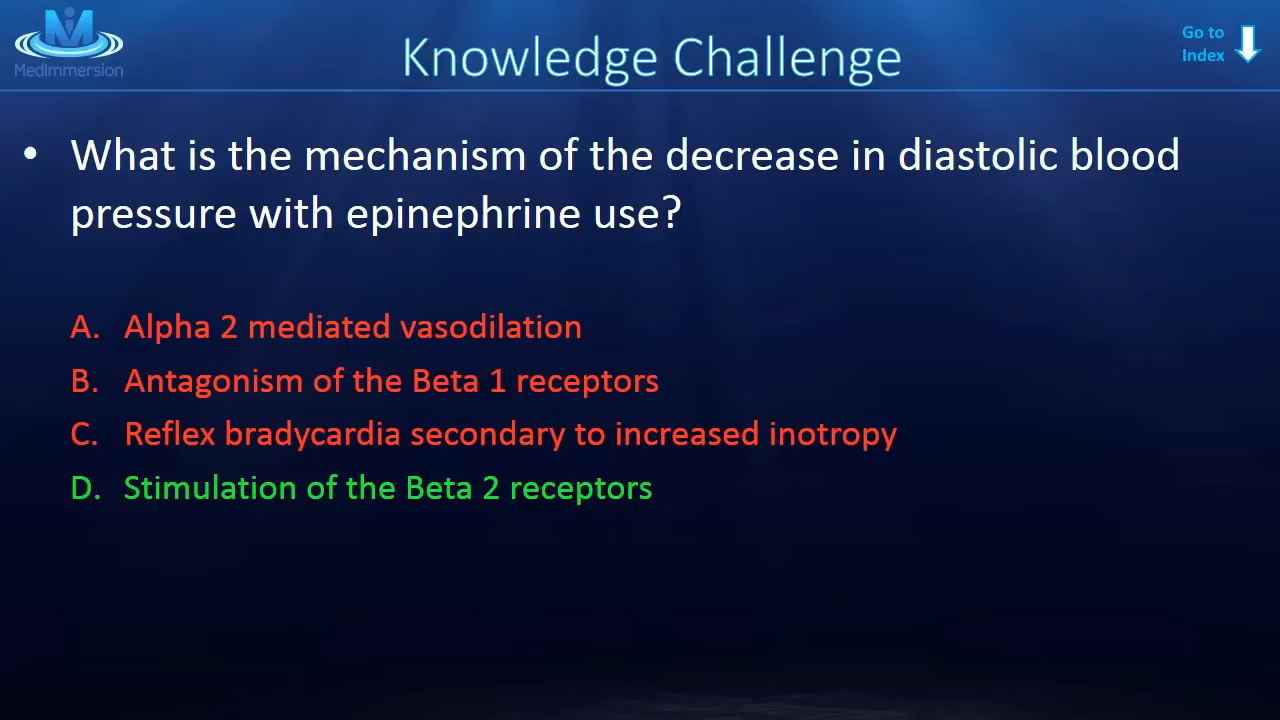 MedImmersion
Knowledge Challenge
Go to
Index
• What is the mechanism of the decrease in diastolic blood
pressure with epinephrine use?
A. Alpha 2 mediated vasodilation
B. Antagonism of the Beta 1 receptors
C. Reflex bradycardia secondary to increased inotropy
D. Stimulation of the Beta 2 receptors